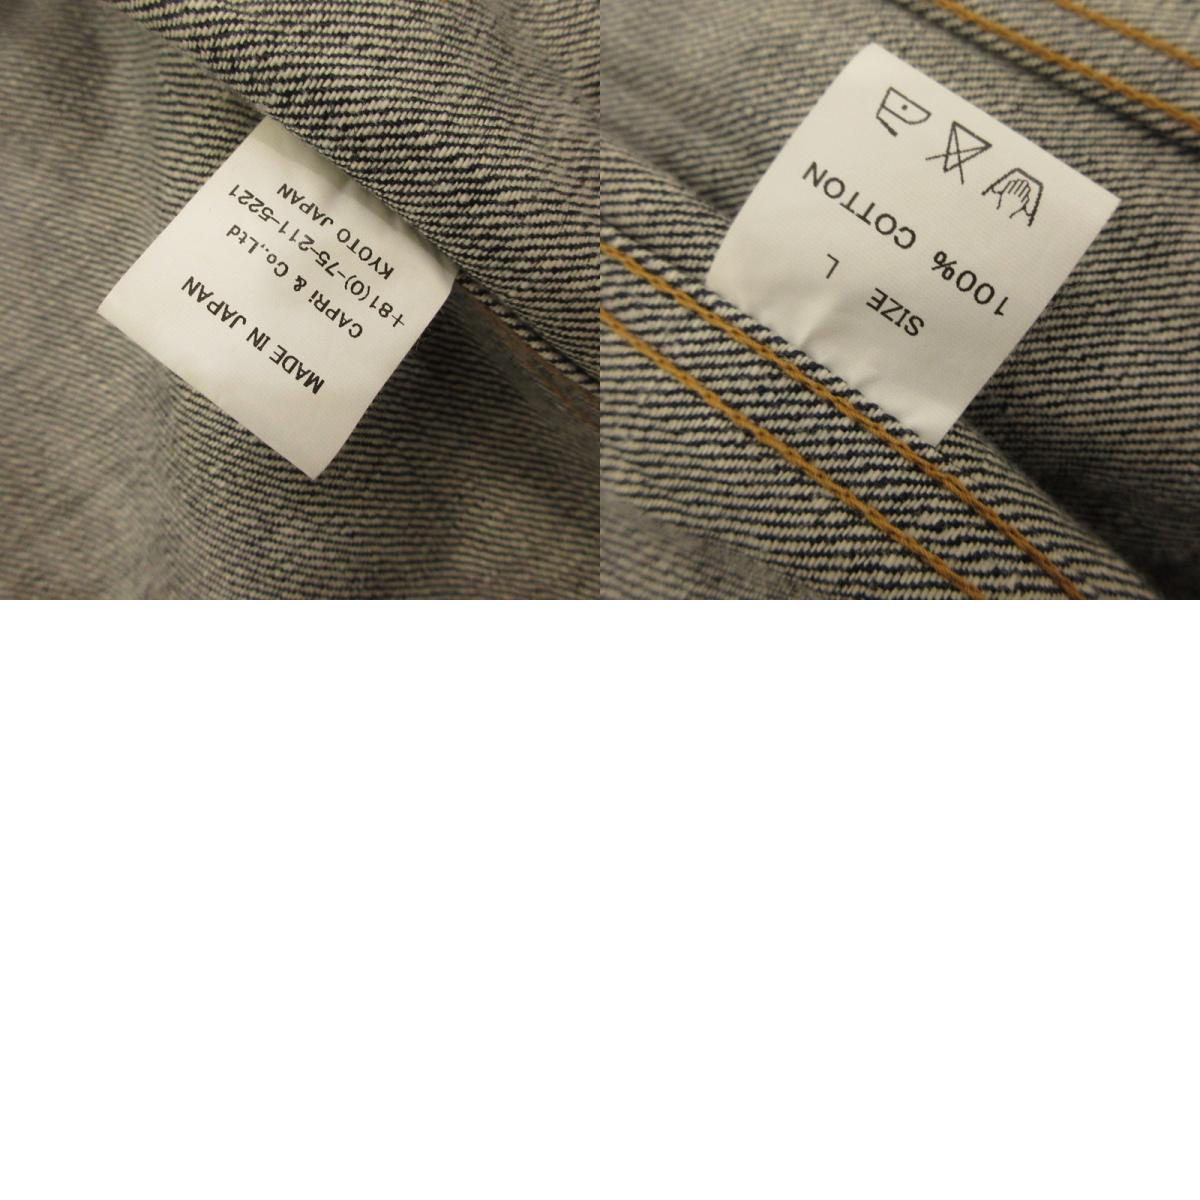 KYOTO JAPAN
+81(0)-75-211-5221
CAPRi & Co.,Ltd
MADE IN JAPAN
SIZE L
100% COTTON